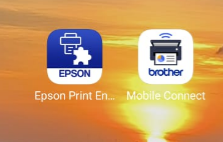 EPSON
brother
Epson Print En...
Mobile Connect